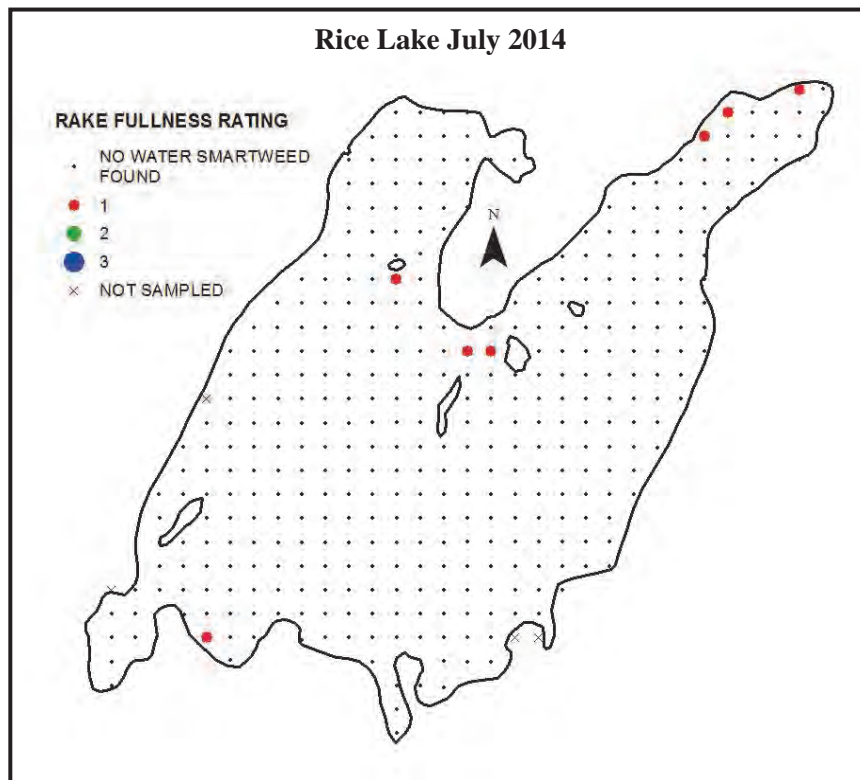 Rice Lake July 2014
RAKE FULLNESS RATING
NO WATER SMARTWEED
FOUND
1
2
3
NOT SAMPLED
N